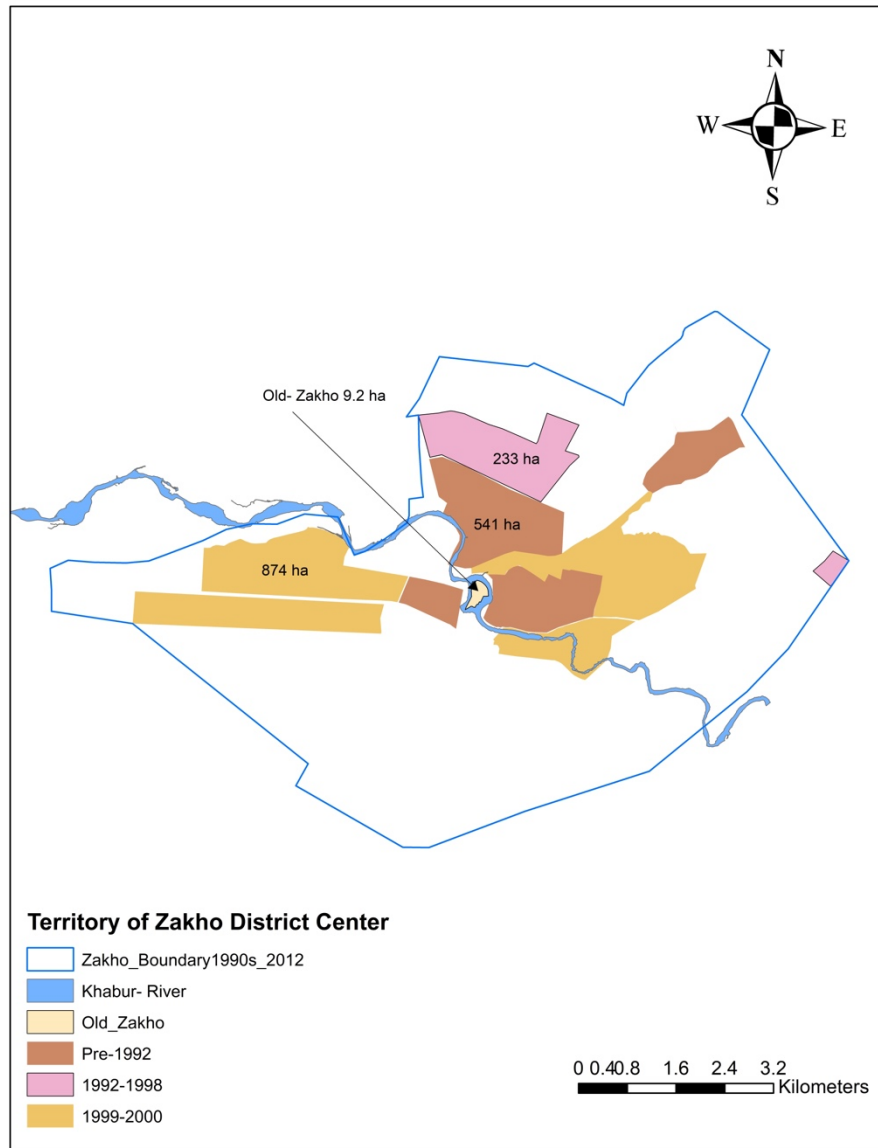 N
W E
S
Old- Zakho 9.2 ha
233 ha
541 ha
874 ha
Territory of Zakho District Center
Zakho_Boundary1990s_2012
Khabur- River
Old_Zakho
Pre-1992
1992-1998
1999-2000
0 0.40.8 1.6 2.4 3.2
Kilometers